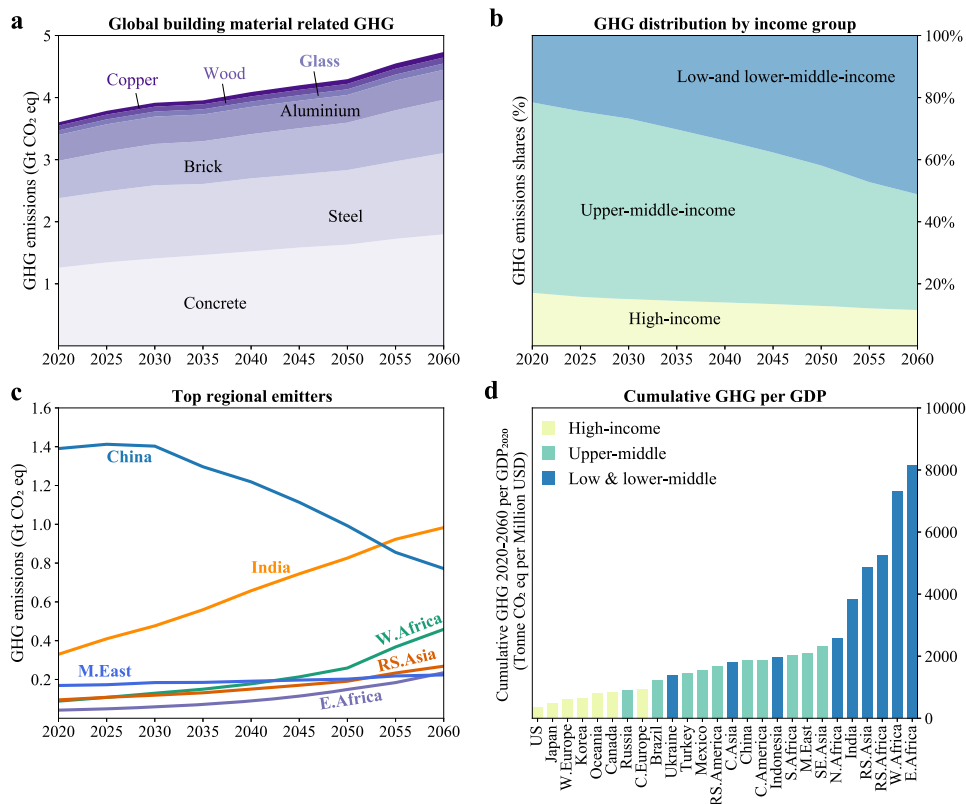 a
Global building material related GHG
GHG emissions (Gt CO₂ eq)
5
4
3
2
1
Copper
Wood
Glass
Aluminium
Brick
Steel
Concrete
2020 2025 2030 2035 2040 2045 2050 2055 2060
b
GHG distribution by income group
GHG emissions shares (%)
100%
80%
60%
40%
20%
Low-and lower-middle-income
Upper-middle-income
High-income
2020 2025 2030 2035 2040 2045 2050 2055 2060
c
Top regional emitters
GHG emissions (Gt CO₂ eq)
1.6
1.4
1.2
1.0
0.8
0.6
0.4
0.2
China
India
W.Africa
RS.Asia
M.East
E.Africa
2020 2025 2030 2035 2040 2045 2050 2055 2060
d
Cumulative GHG per GDP
Cumulative GHG 2020-2060 per GDP₂₀₂₀
(Tonne CO₂ eq per Million USD)
High-income
Upper-middle
Low & lower-middle
10000
8000
6000
4000
2000
0
US
Japan
W.Europe
Korea
Oceania
Canada
Russia
C.Europe
Brazil
Ukraine
Turkey
Mexico
RS.America
C.Asia
China
C.America
Indonesia
S.Africa
M.East
SE.Asia
N.Africa
India
RS.Asia
RS.Africa
W.Africa
E.Africa